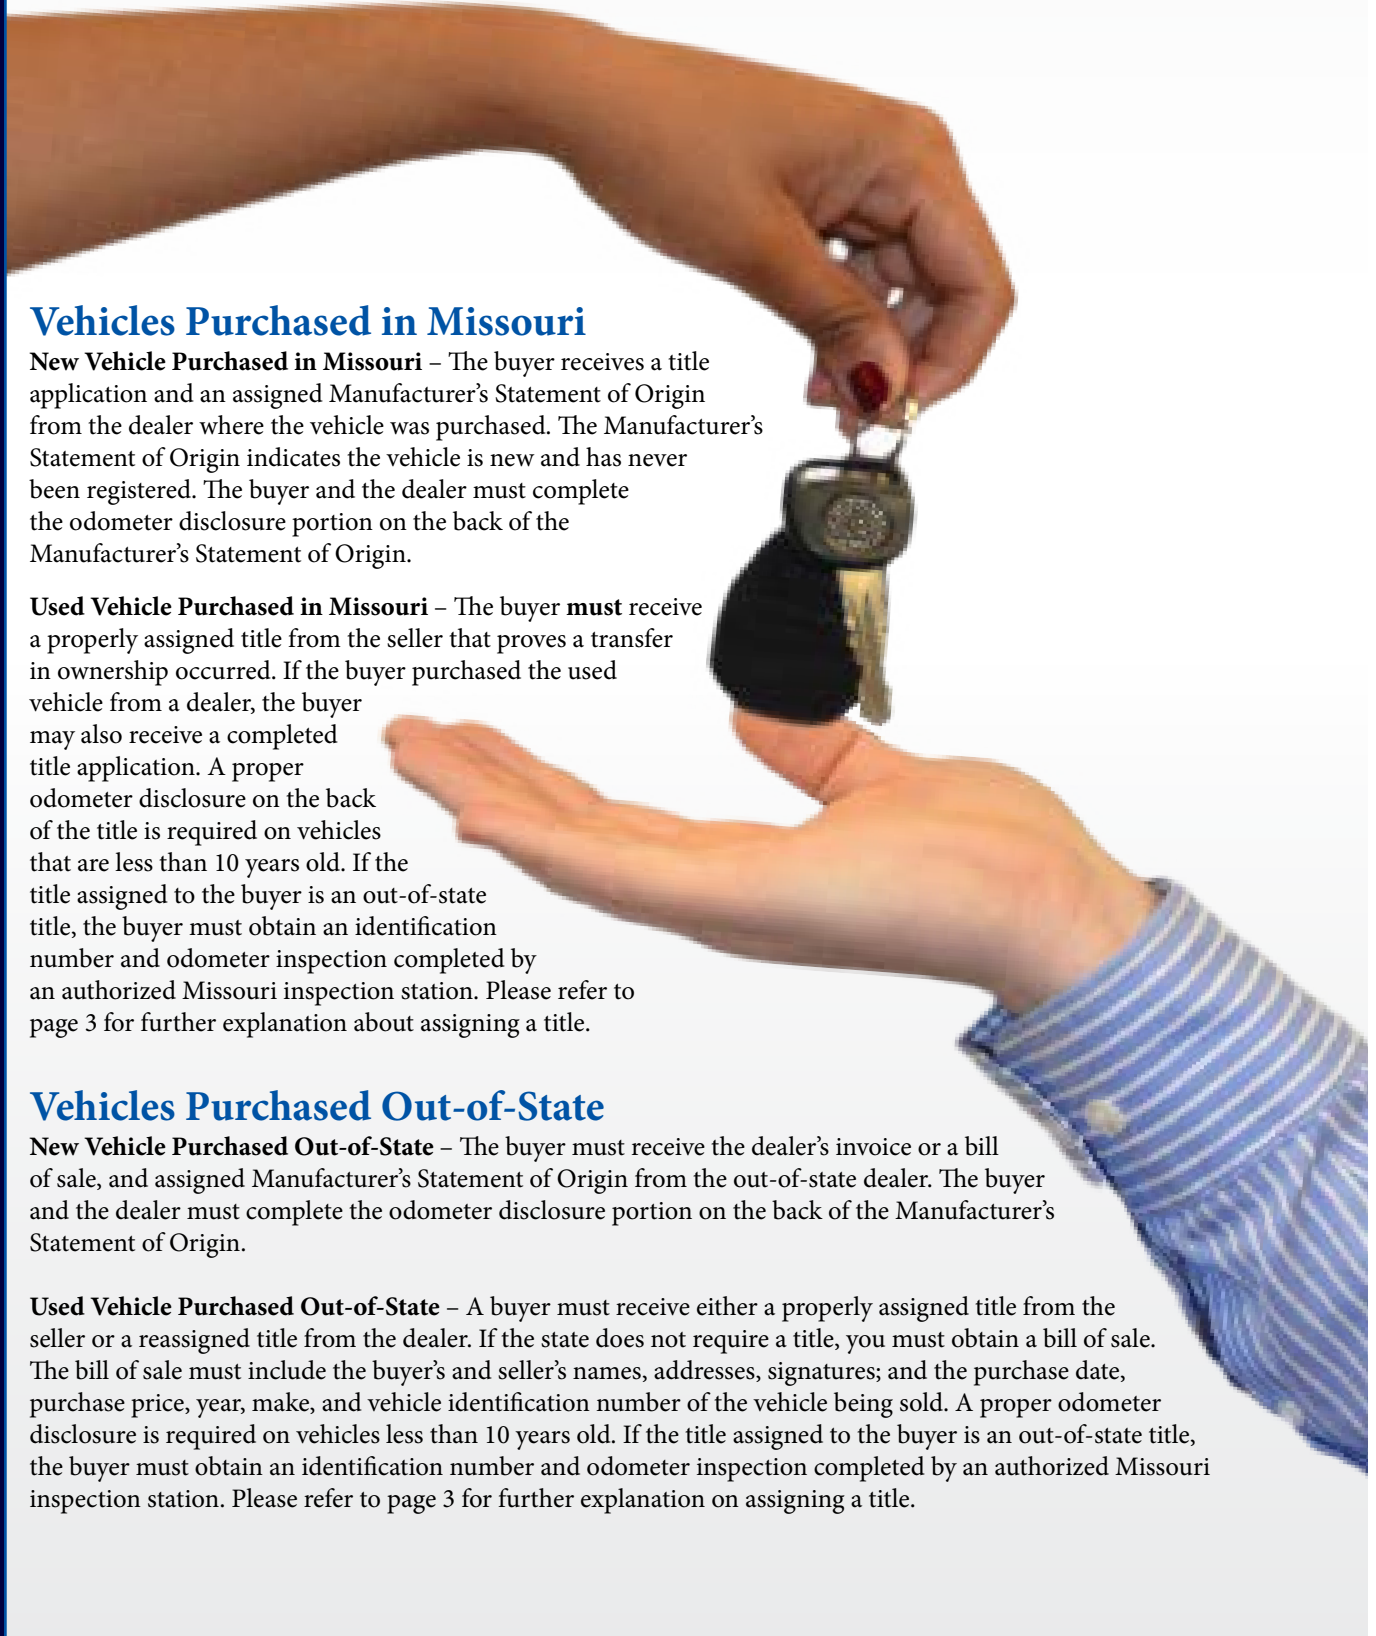 Vehicles Purchased in Missouri
New Vehicle Purchased in Missouri – The buyer receives a title
application and an assigned Manufacturer’s Statement of Origin
from the dealer where the vehicle was purchased. The Manufacturer’s
Statement of Origin indicates the vehicle is new and has never
been registered. The buyer and the dealer must complete
the odometer disclosure portion on the back of the
Manufacturer’s Statement of Origin.
Used Vehicle Purchased in Missouri – The buyer must receive
a properly assigned title from the seller that proves a transfer
in ownership occurred. If the buyer purchased the used
vehicle from a dealer, the buyer
may also receive a completed
title application. A proper
odometer disclosure on the back
of the title is required on vehicles
that are less than 10 years old. If the
title assigned to the buyer is an out-of-state
title, the buyer must obtain an identification
number and odometer inspection completed by
an authorized Missouri inspection station. Please refer to
page 3 for further explanation about assigning a title.
Vehicles Purchased Out-of-State
New Vehicle Purchased Out-of-State – The buyer must receive the dealer’s invoice or a bill
of sale, and assigned Manufacturer’s Statement of Origin from the out-of-state dealer. The buyer
and the dealer must complete the odometer disclosure portion on the back of the Manufacturer’s
Statement of Origin.
Used Vehicle Purchased Out-of-State – A buyer must receive either a properly assigned title from the
seller or a reassigned title from the dealer. If the state does not require a title, you must obtain a bill of sale.
The bill of sale must include the buyer’s and seller’s names, addresses, signatures; and the purchase date,
purchase price, year, make, and vehicle identification number of the vehicle being sold. A proper odometer
disclosure is required on vehicles less than 10 years old. If the title assigned to the buyer is an out-of-state title,
the buyer must obtain an identification number and odometer inspection completed by an authorized Missouri
inspection station. Please refer to page 3 for further explanation on assigning a title.